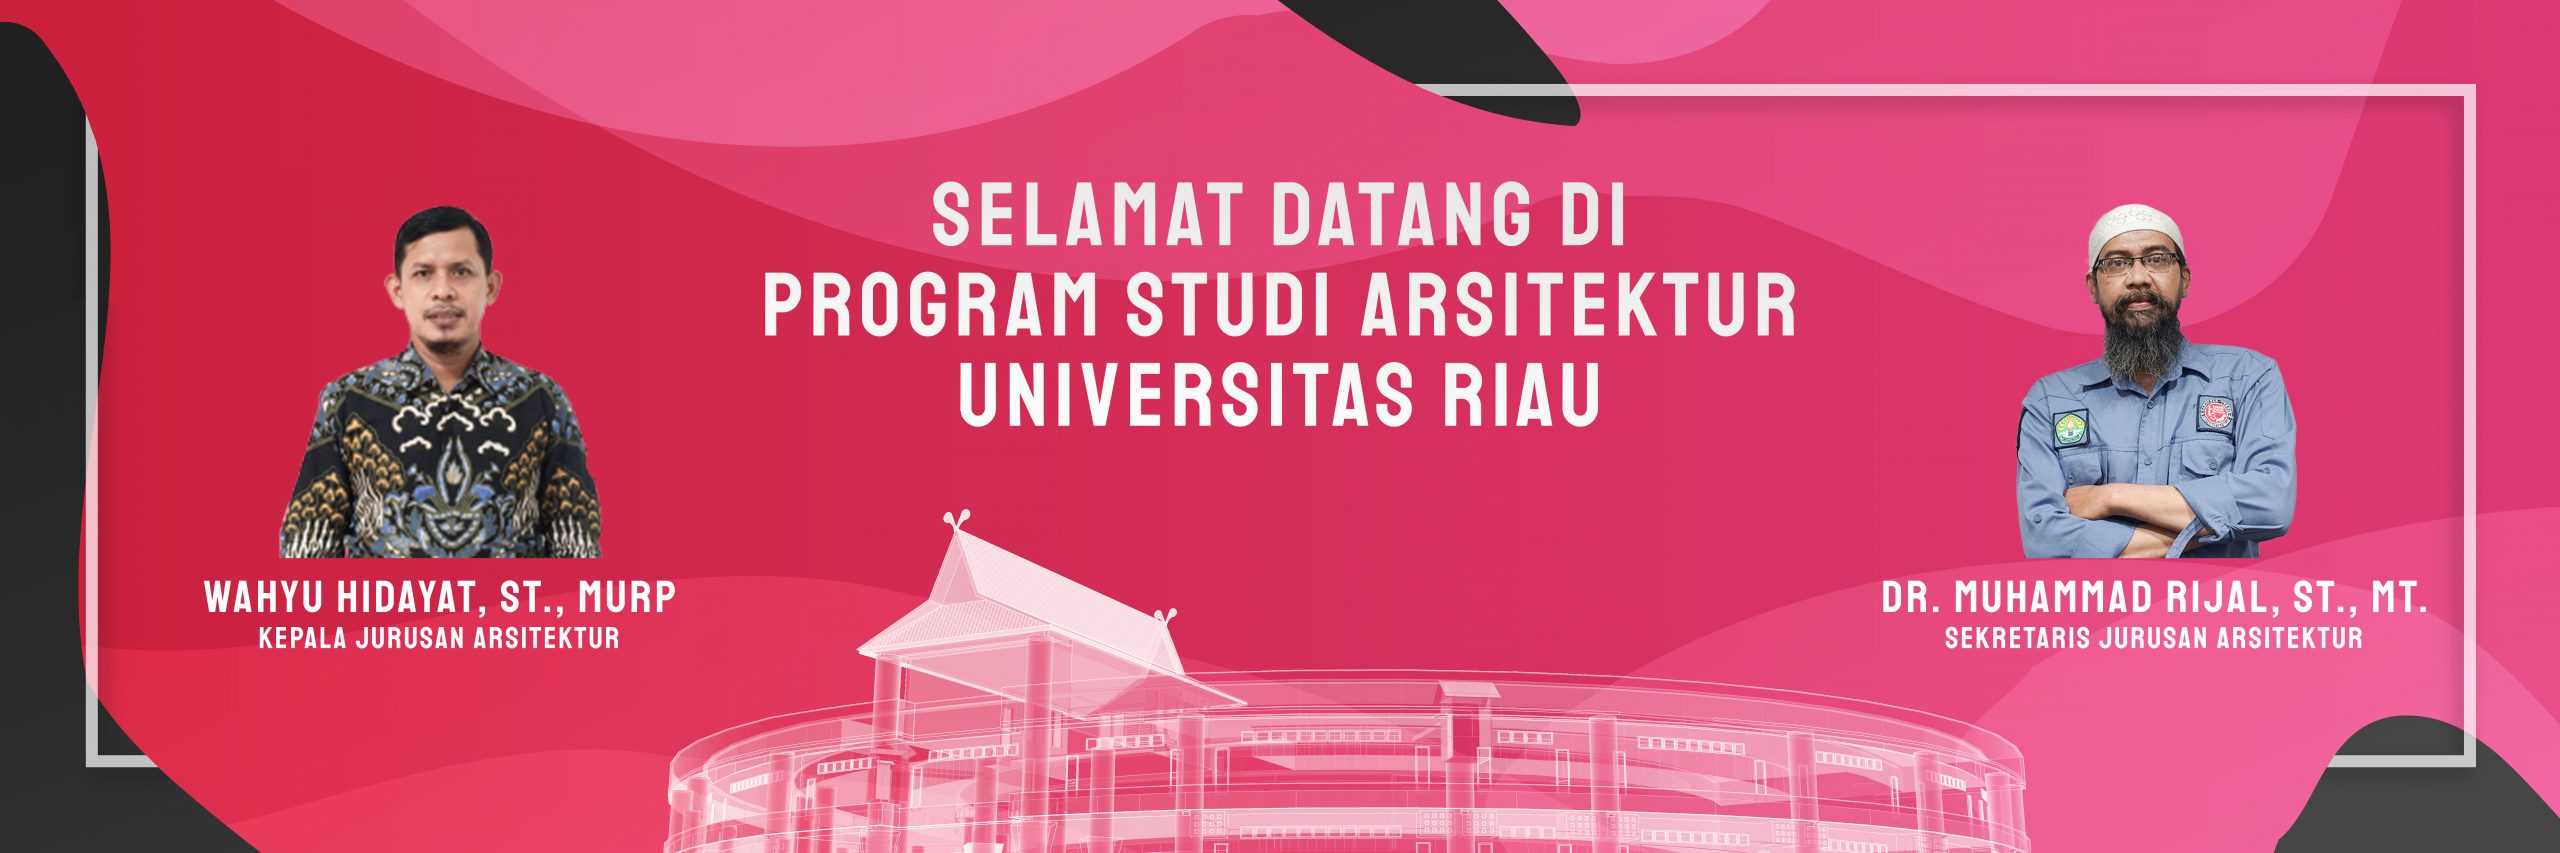 SELAMAT DATANG DI
PROGRAM STUDI ARSITEKTUR
UNIVERSITAS RIAU
WAHYU HIDAYAT, ST., MURP
KEPALA JURUSAN ARSITEKTUR
DR. MUHAMMAD RIJAL, ST., MT.
SEKRETARIS JURUSAN ARSITEKTUR